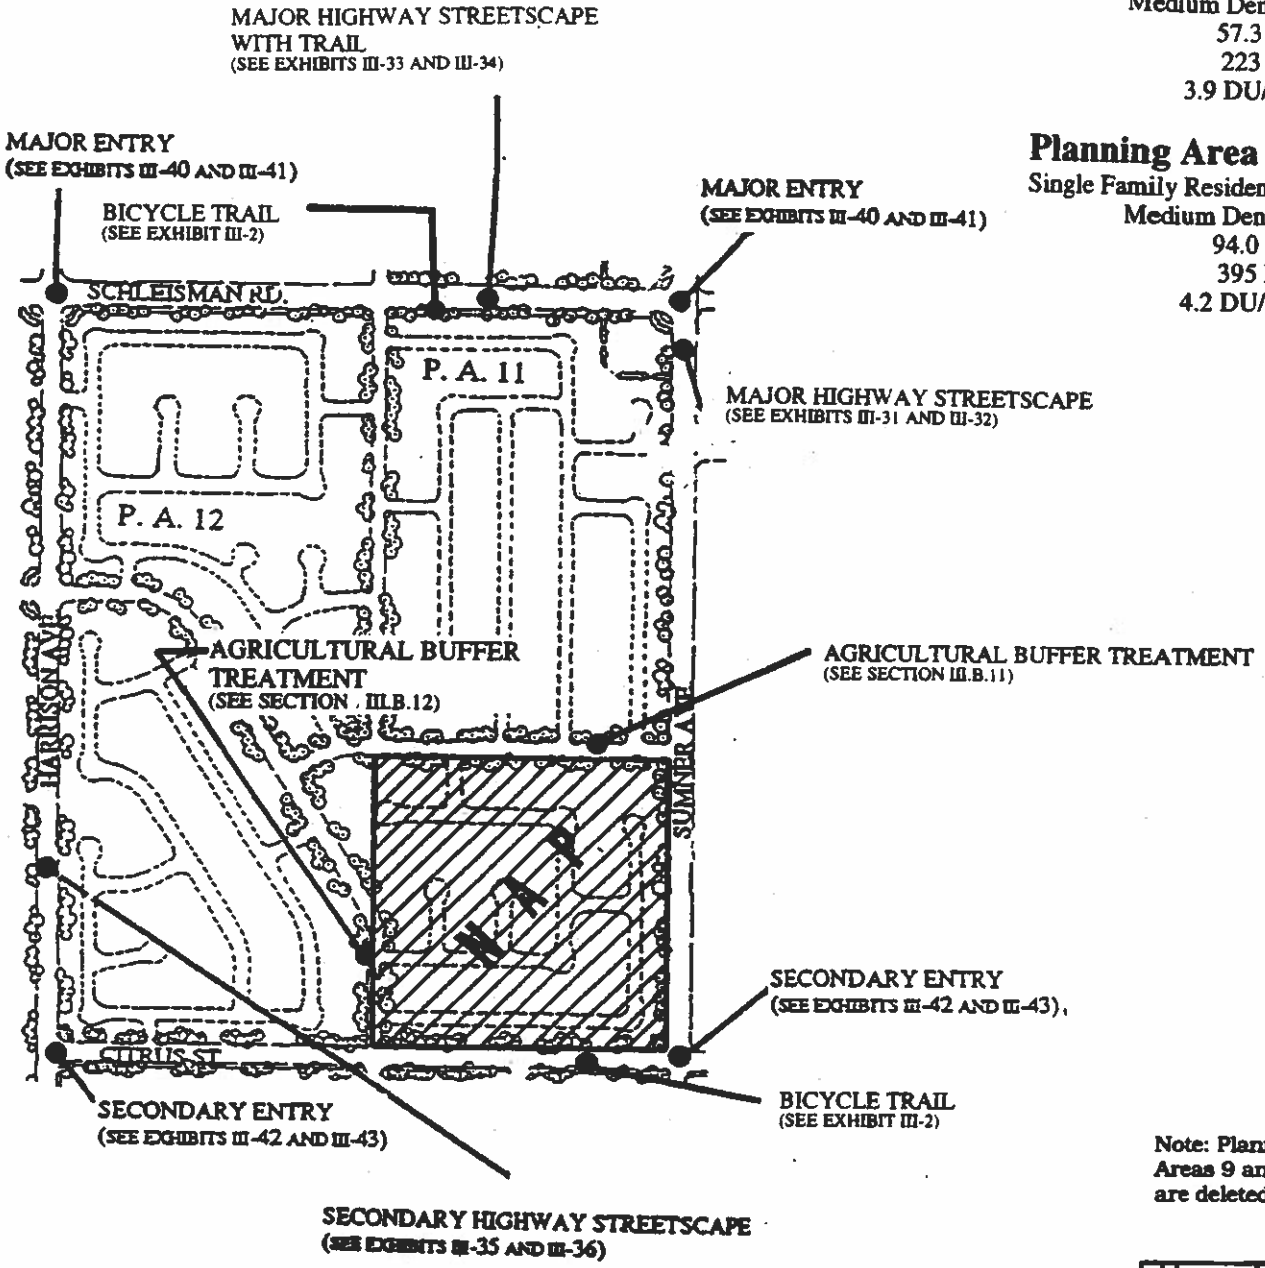 MAJOR HIGHWAY STREETSCAPE
WITH TRAIL
(SEE EXHIBITS III-33 AND III-34)
Medium Den
57.3
223
3.9 DU/
MAJOR ENTRY
(SEE EXHIBITS III-40 AND III-41)
Planning Area
Single Family Residen
Medium Den
94.0
395
4.2 DU/
BICYCLE TRAIL
(SEE EXHIBIT III-2)
MAJOR ENTRY
(SEE EXHIBITS III-40 AND III-41)
SCHLEISMAN RD.
P. A. 11
MAJOR HIGHWAY STREETSCAPE
(SEE EXHIBITS III-31 AND III-32)
P. A. 12
HARRISON AVE
AGRICULTURAL BUFFER
TREATMENT
(SEE SECTION III.B.12)
AGRICULTURAL BUFFER TREATMENT
(SEE SECTION III.B.11)
SUMNER AVE
N A P
SECONDARY ENTRY
(SEE EXHIBITS III-42 AND III-43)
CITRUS ST
SECONDARY ENTRY
(SEE EXHIBITS III-42 AND III-43)
BICYCLE TRAIL
(SEE EXHIBIT III-2)
Note: Plan
Areas 9 an
are deleted
SECONDARY HIGHWAY STREETSCAPE
(SEE EXHIBITS III-35 AND III-36)